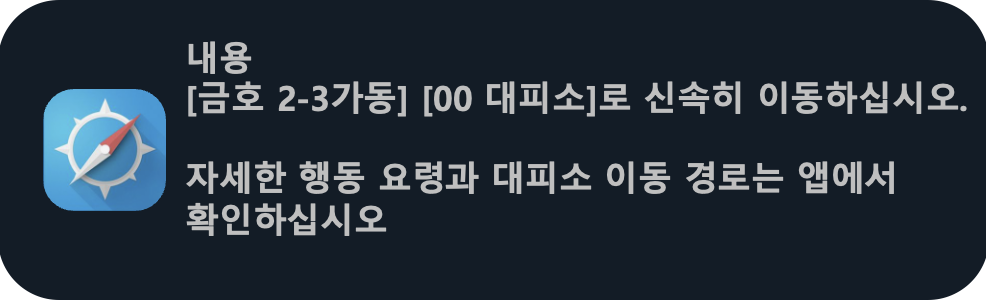 내용
[금호 2-3가동] [00 대피소]로 신속히 이동하십시오.
자세한 행동 요령과 대피소 이동 경로는 앱에서
확인하십시오